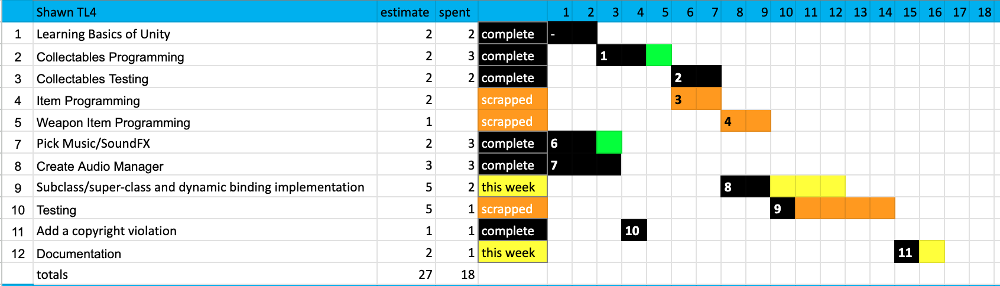 Shawn TL4 estimate spent 1 2 3 4 5 6 7 8 9 10 11 12 13 14 15 16 17 18
1 Learning Basics of Unity 2 2 complete -
2 Collectables Programming 2 3 complete 1
3 Collectables Testing 2 2 complete 2
4 Item Programming 2 scrapped 3
5 Weapon Item Programming 1 scrapped 4
7 Pick Music/SoundFX 2 3 complete 6
8 Create Audio Manager 3 3 complete 7
9 Subclass/super-class and dynamic binding implementation 5 2 this week 8
10 Testing 5 1 scrapped 9
11 Add a copyright violation 1 1 complete 10
12 Documentation 2 1 this week 11
totals 27 18